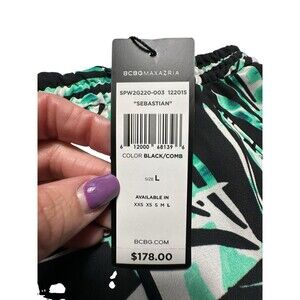 BCBGMAXAZRIA
SPW2G220-003 122015
"SEBASTIAN"
6 12000 68139 6
COLOR BLACK/COMB
SIZE L
AVAILABLE IN
XXS XS S M L
BCBG.COM
$178.00